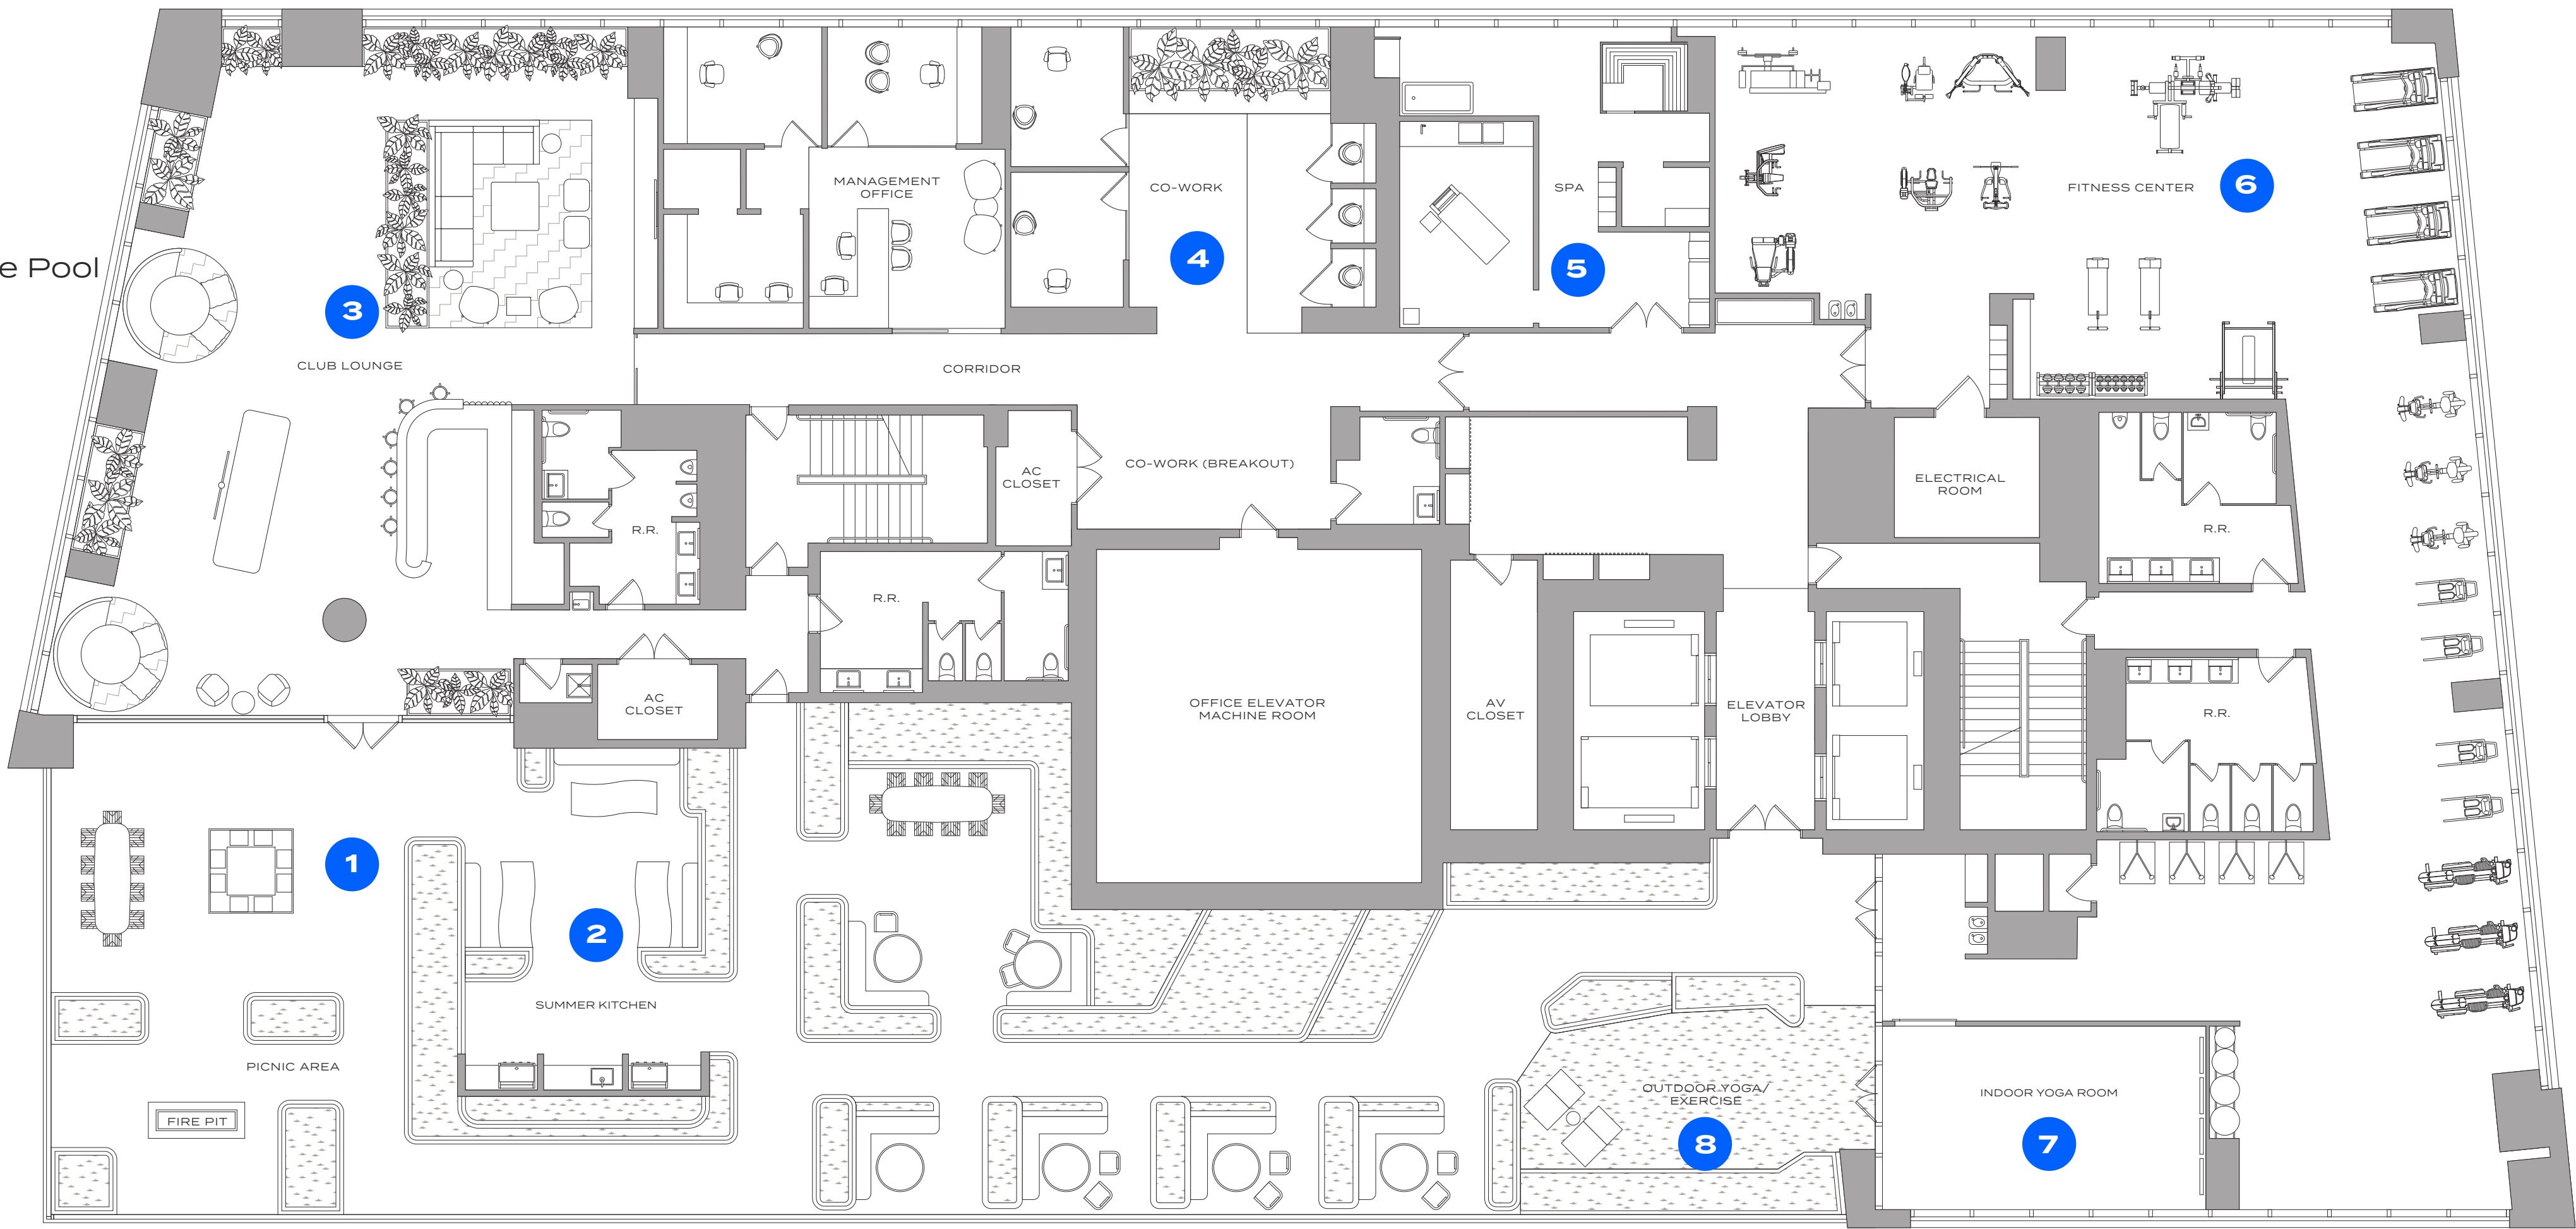 MANAGEMENT
OFFICE
CO-WORK
4
SPA
5
FITNESS CENTER
6
e Pool
3
CLUB LOUNGE
CORRIDOR
CO-WORK (BREAKOUT)
AC
CLOSET
ELECTRICAL
ROOM
R.R.
R.R.
R.R.
AC
CLOSET
OFFICE ELEVATOR
MACHINE ROOM
AV
CLOSET
ELEVATOR
LOBBY
R.R.
1
2
SUMMER KITCHEN
PICNIC AREA
FIRE PIT
OUTDOOR YOGA/
EXERCISE
8
INDOOR YOGA ROOM
7